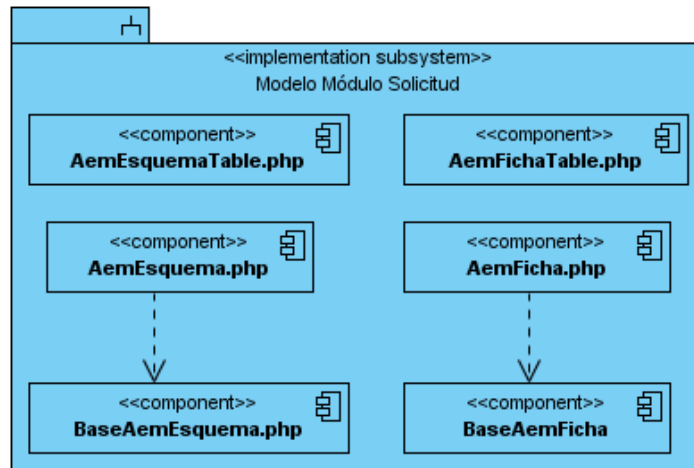 <<implementation subsystem>>
Modelo Módulo Solicitud
<<component>>
AemEsquemaTable.php
<<component>>
AemFichaTable.php
<<component>>
AemEsquema.php
<<component>>
AemFicha.php
<<component>>
BaseAemEsquema.php
<<component>>
BaseAemFicha